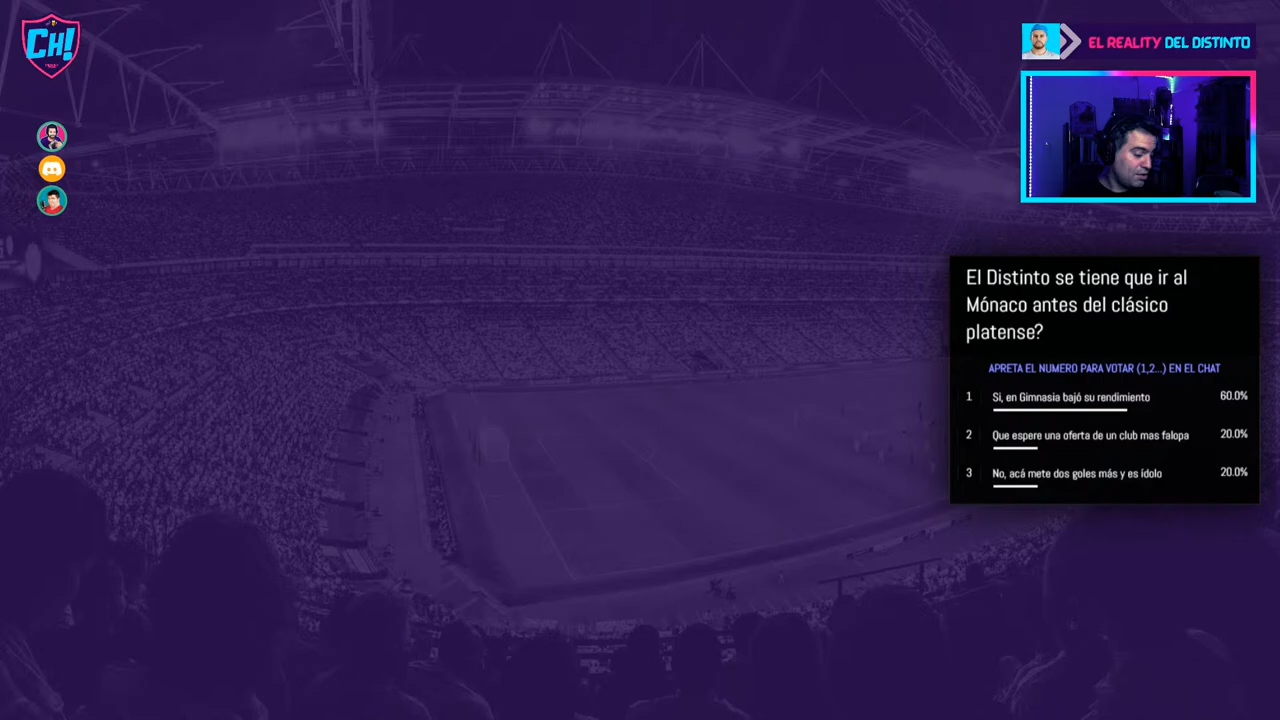 CH!
EL REALITY DEL DISTINTO
El Distinto se tiene que ir al
Mónaco antes del clásico
platense?
APRETA EL NUMERO PARA VOTAR (1,2...) EN EL CHAT
1 Si, en Gimnasia bajó su rendimiento 60.0%
2 Que espere una oferta de un club mas falopa 20.0%
3 No, acá mete dos goles más y es ídolo 20.0%